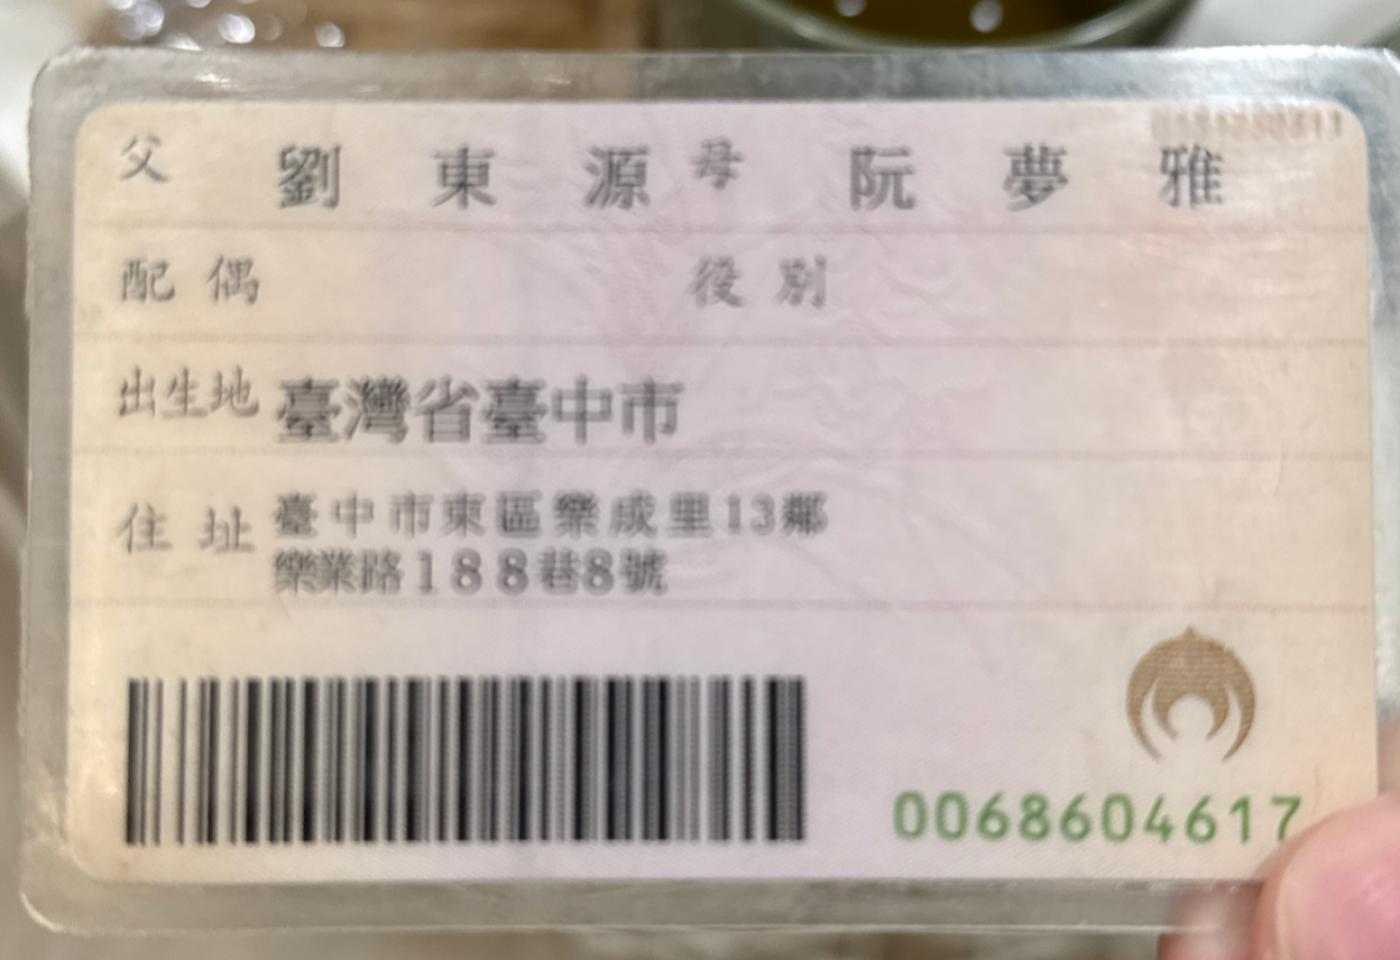 父 劉東源 母 阮夢雅
配偶 役別
出生地 臺灣省臺中市
住址 臺中市東區樂成里13鄰
樂業路188巷8號
0068604617